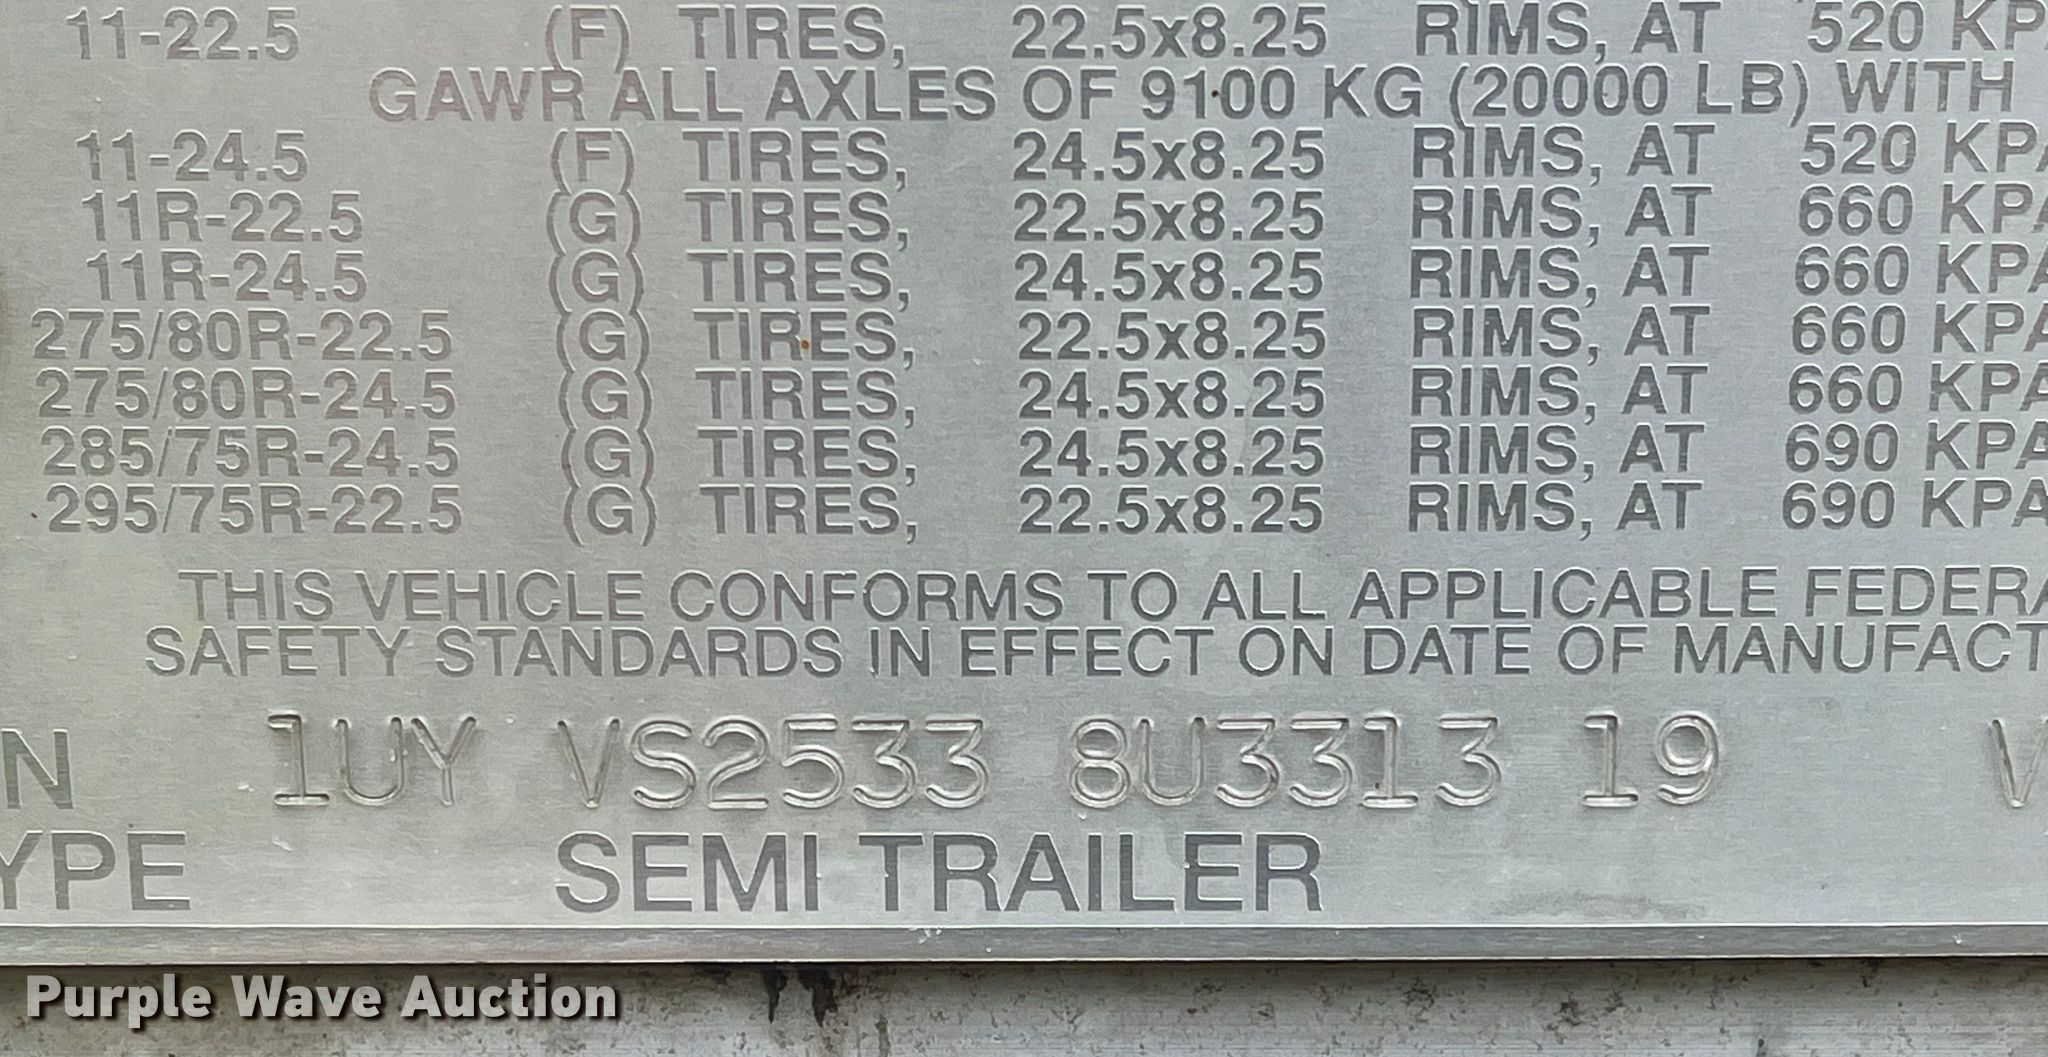 11-22.5 (F) TIRES, 22.5x8.25 RIMS, AT 520 KP
GAWR ALL AXLES OF 9100 KG (20000 LB) WITH
11-24.5 (F) TIRES, 24.5x8.25 RIMS, AT 520 KPA
11R-22.5 (G) TIRES, 22.5x8.25 RIMS, AT 660 KPA
11R-24.5 (G) TIRES, 24.5x8.25 RIMS, AT 660 KPA
275/80R-22.5 (G) TIRES, 22.5x8.25 RIMS, AT 660 KPA
275/80R-24.5 (G) TIRES, 24.5x8.25 RIMS, AT 660 KPA
285/75R-24.5 (G) TIRES, 24.5x8.25 RIMS, AT 690 KPA
295/75R-22.5 (G) TIRES, 22.5x8.25 RIMS, AT 690 KPA
THIS VEHICLE CONFORMS TO ALL APPLICABLE FEDERA
SAFETY STANDARDS IN EFFECT ON DATE OF MANUFACT
N 1UY VS2533 8U3313 19 V
YPE SEMI TRAILER
Purple Wave Auction